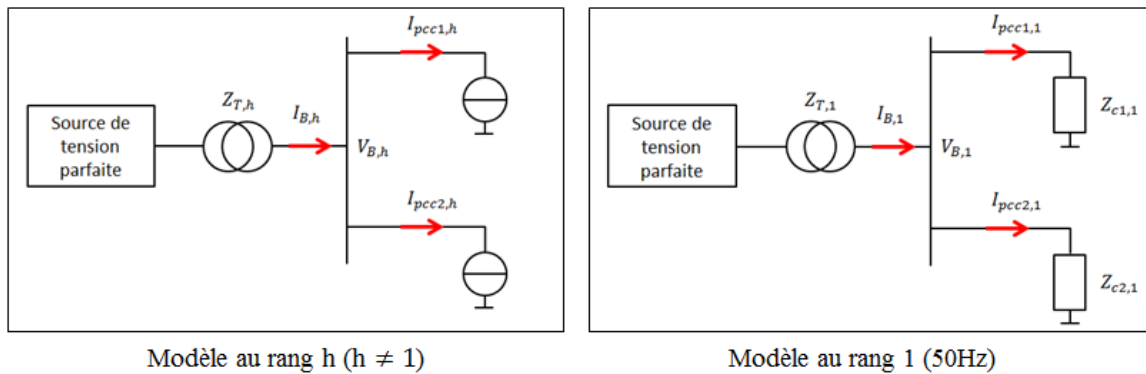 I_{pcc1,h}
Z_{T,h}
I_{B,h}
Source de
tension
parfaite
V_{B,h}
I_{pcc2,h}
Modèle au rang h (h ≠ 1)
I_{pcc1,1}
Z_{T,1}
I_{B,1}
Z_{c1,1}
Source de
tension
parfaite
V_{B,1}
I_{pcc2,1}
Z_{c2,1}
Modèle au rang 1 (50Hz)